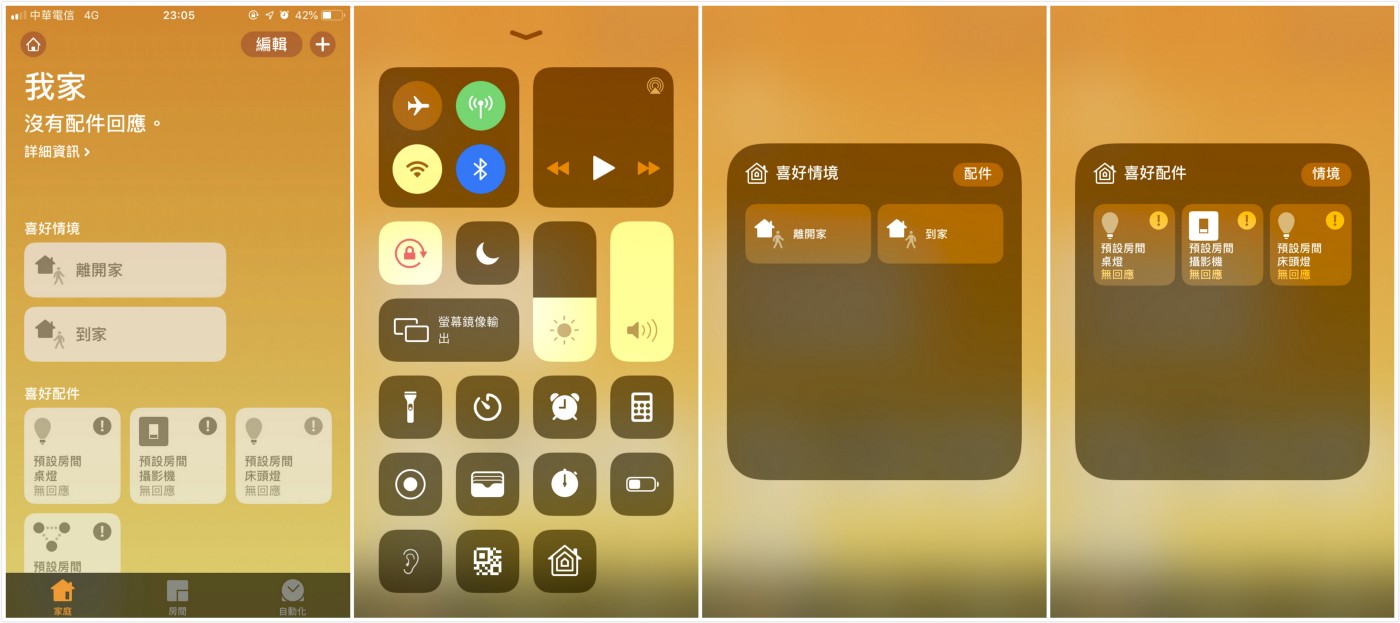 中華電信 4G 23:05 42%
編輯
我家
沒有配件回應。
詳細資訊 >
喜好情境
離開家
到家
喜好配件
預設房間
桌燈
無回應
預設房間
攝影機
無回應
預設房間
床頭燈
無回應
預設房間
家庭
房間
自動化
螢幕鏡像輸
出
喜好情境
配件
離開家
到家
喜好配件
情境
預設房間
桌燈
無回應
預設房間
攝影機
無回應
預設房間
床頭燈
無回應